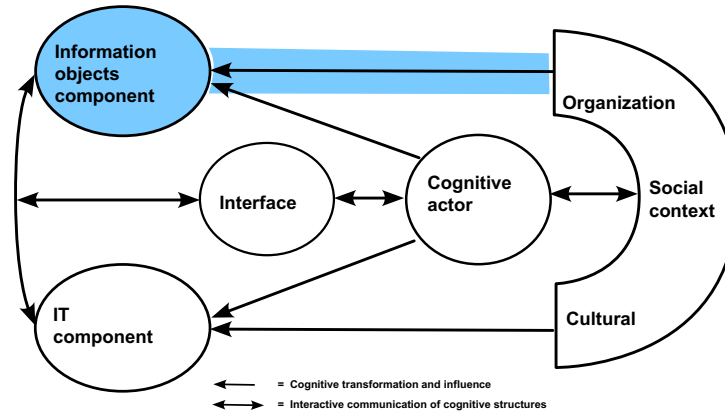 Information
objects
component
Organization
Interface
Cognitive
actor
Social
context
IT
component
Cultural
= Cognitive transformation and influence
= Interactive communication of cognitive structures